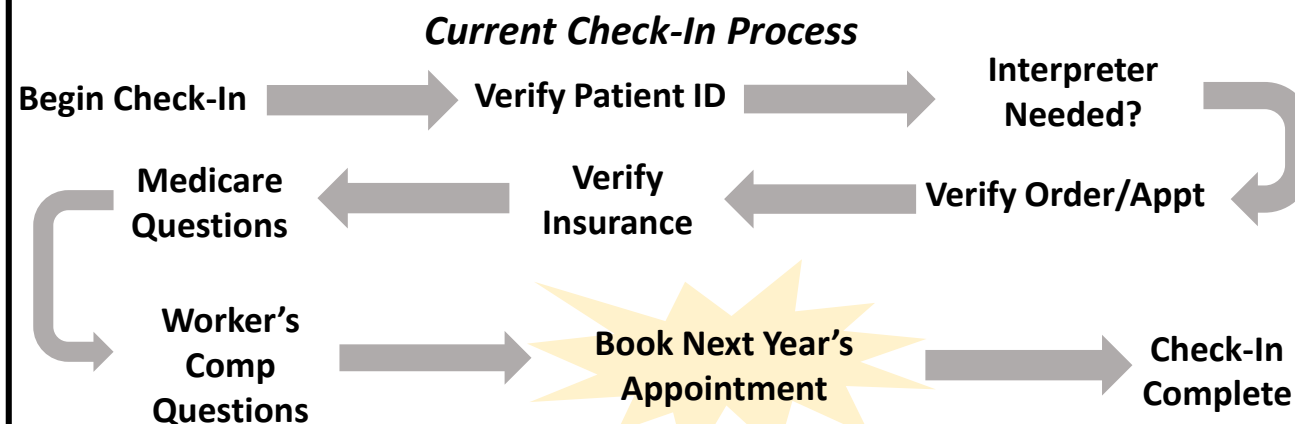 Current Check-In Process
Begin Check-In
Verify Patient ID
Interpreter
Needed?
Verify Order/Appt
Verify
Insurance
Medicare
Questions
Worker’s
Comp
Questions
Book Next Year’s
Appointment
Check-In
Complete